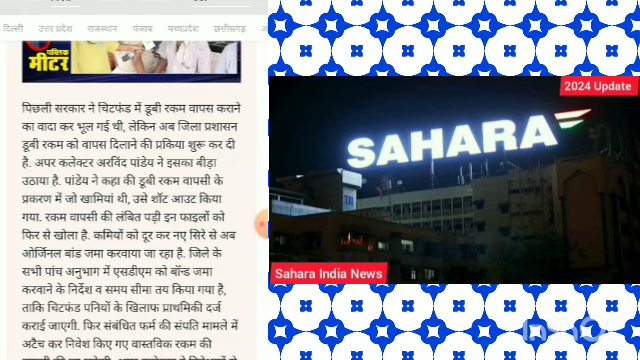 दिल्ली उत्तर प्रदेश राजस्थान पंजाब मध्यप्रदेश छत्तीसगढ़
पब्लिक
मीटर
पिछली सरकार ने चिटफंड में डूबी रकम वापस कराने
का वादा कर भूल गई थी, लेकिन अब जिला प्रशासन
डूबी रकम को वापस दिलाने की प्रकिया शुरू कर दी
है. अपर कलेक्टर अरविंद पांडेय ने इसका बीड़ा
उठाया है. पांडेय ने कहा की डूबी रकम वापसी के
प्रकरण में जो खामियां थी, उसे शॉट आउट किया
गया. रकम वापसी की लंबित पड़ी इन फाइलों को
फिर से खोला है. कमियों को दूर कर नए सिरे से अब
ओर्जिनल बांड जमा करवाया जा रहा है. जिले के
सभी पांच अनुभाग में एसडीएम को बॉन्ड जमा
करवाने के निर्देश व समय सीमा तय किया गया है,
ताकि चिटफंड पनियों के खिलाफ प्राथमिकी दर्ज
कराई जाएगी. फिर संबंधित फर्म की संपति मामले में
अटैच कर निवेश किए गए वास्तविक रकम की
2024 Update
SAHARA
Sahara India News